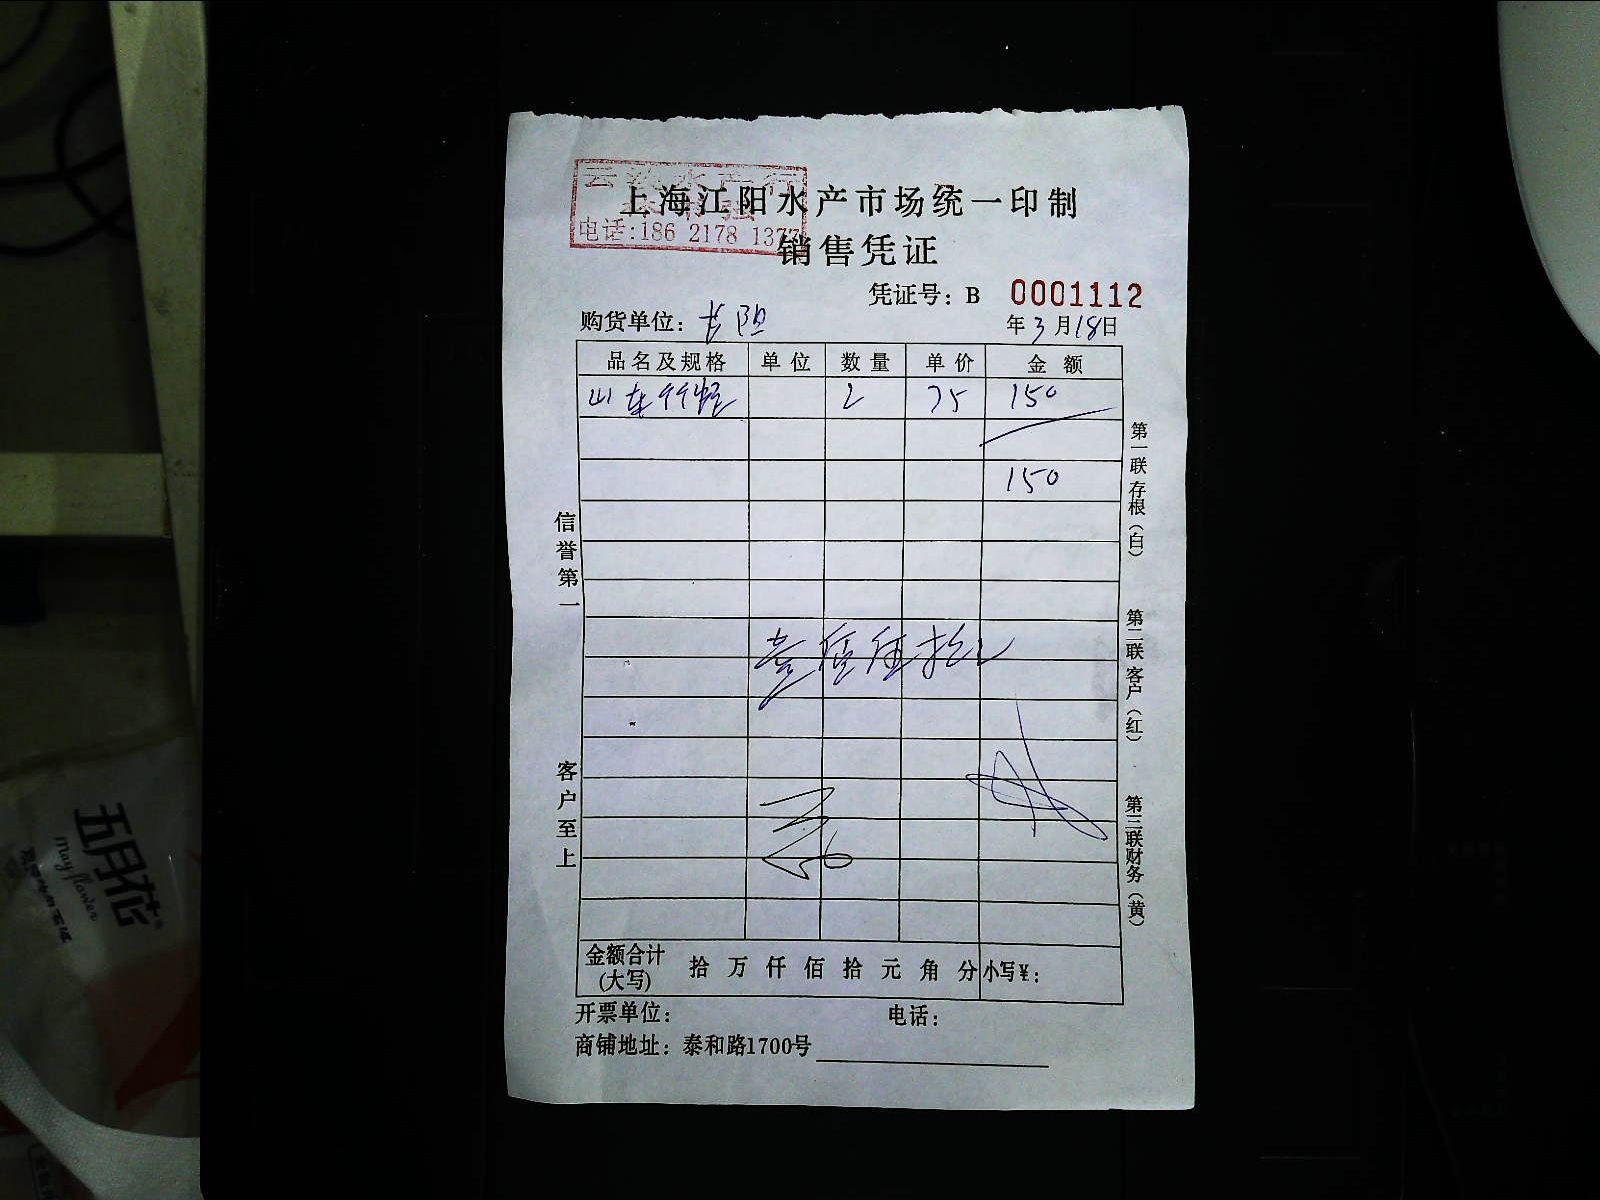 电话:186 2178 1377
上海江阳水产市场统一印制
销售凭证
凭证号：B 0001112
购货单位：
年3月18日
品名及规格 单位 数量 单价 金额
山东竹蛏 2 75 150
150
壹佰伍拾
金额合计(大写) 拾 万 仟 佰 拾 元 角 分 小写¥：
开票单位： 电话：
商铺地址：泰和路1700号
信誉第一
客户至上
第一联存根（白）
第二联客户（红）
第三联财务（黄）
五月花
May flower